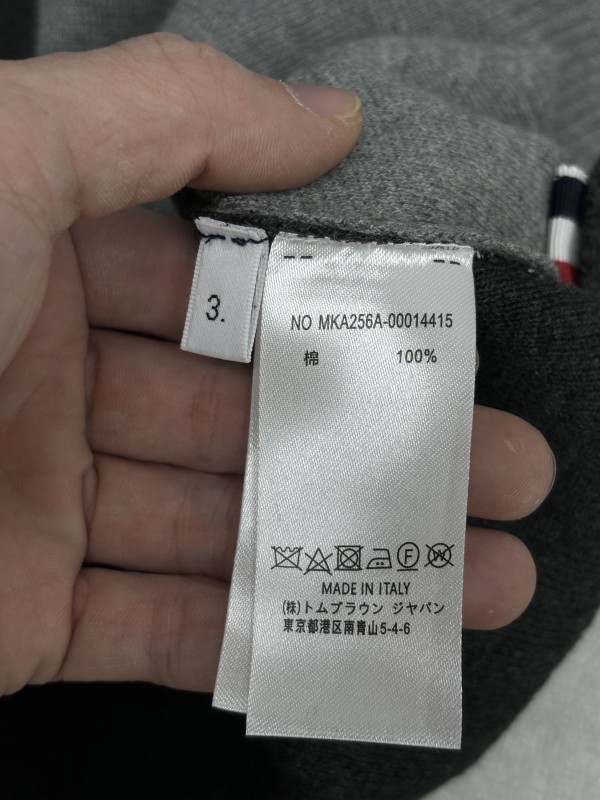 3.
NO MKA256A-00014415
棉 100%
F W
MADE IN ITALY
(株)トムブラウン ジャパン
東京都港区南青山5-4-6